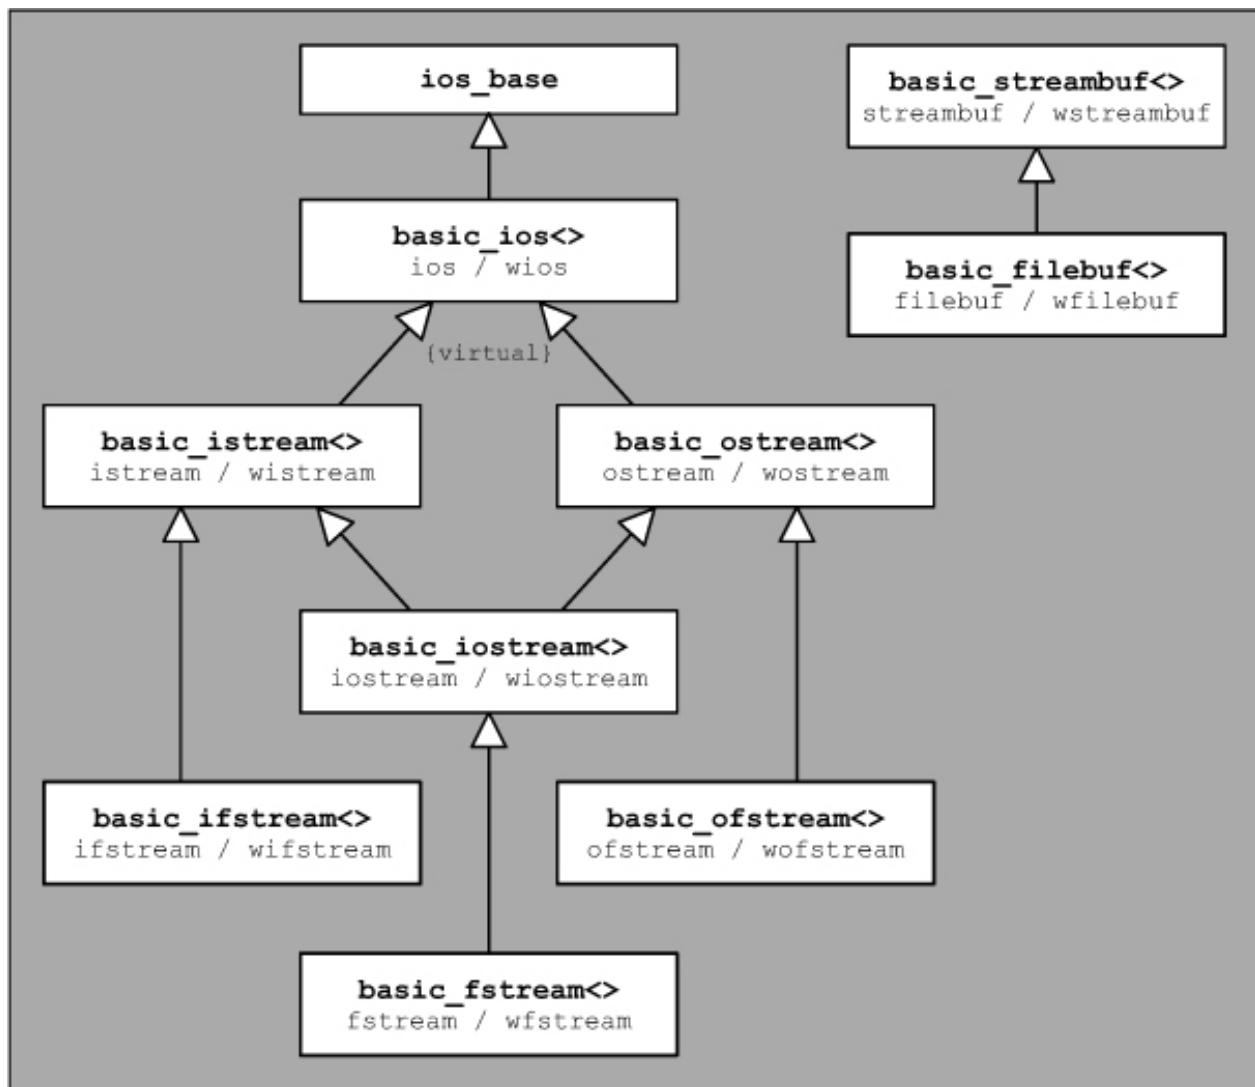 ios_base
basic_streambuf<>
streambuf / wstreambuf
basic_ios<>
ios / wios
basic_filebuf<>
filebuf / wfilebuf
{virtual}
basic_istream<>
istream / wistream
basic_ostream<>
ostream / wostream
basic_iostream<>
iostream / wiostream
basic_ifstream<>
ifstream / wifstream
basic_ofstream<>
ofstream / wofstream
basic_fstream<>
fstream / wfstream